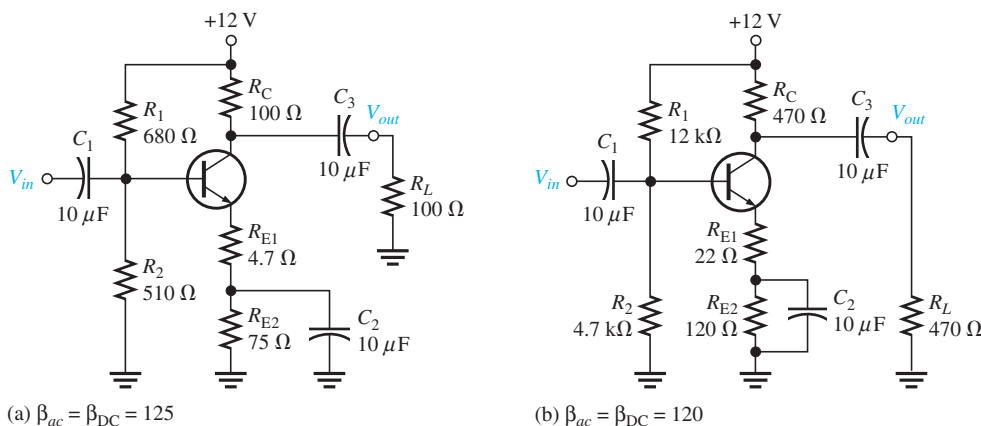 +12 V
R1
680 Ω
RC
100 Ω
C3
Vout
10 μF
C1
Vin
10 μF
RL
100 Ω
RE1
4.7 Ω
R2
510 Ω
RE2
75 Ω
C2
10 μF
(a) βac = βDC = 125
+12 V
R1
12 kΩ
RC
470 Ω
C3
Vout
10 μF
C1
Vin
10 μF
RE1
22 Ω
R2
4.7 kΩ
RE2
120 Ω
C2
10 μF
RL
470 Ω
(b) βac = βDC = 120